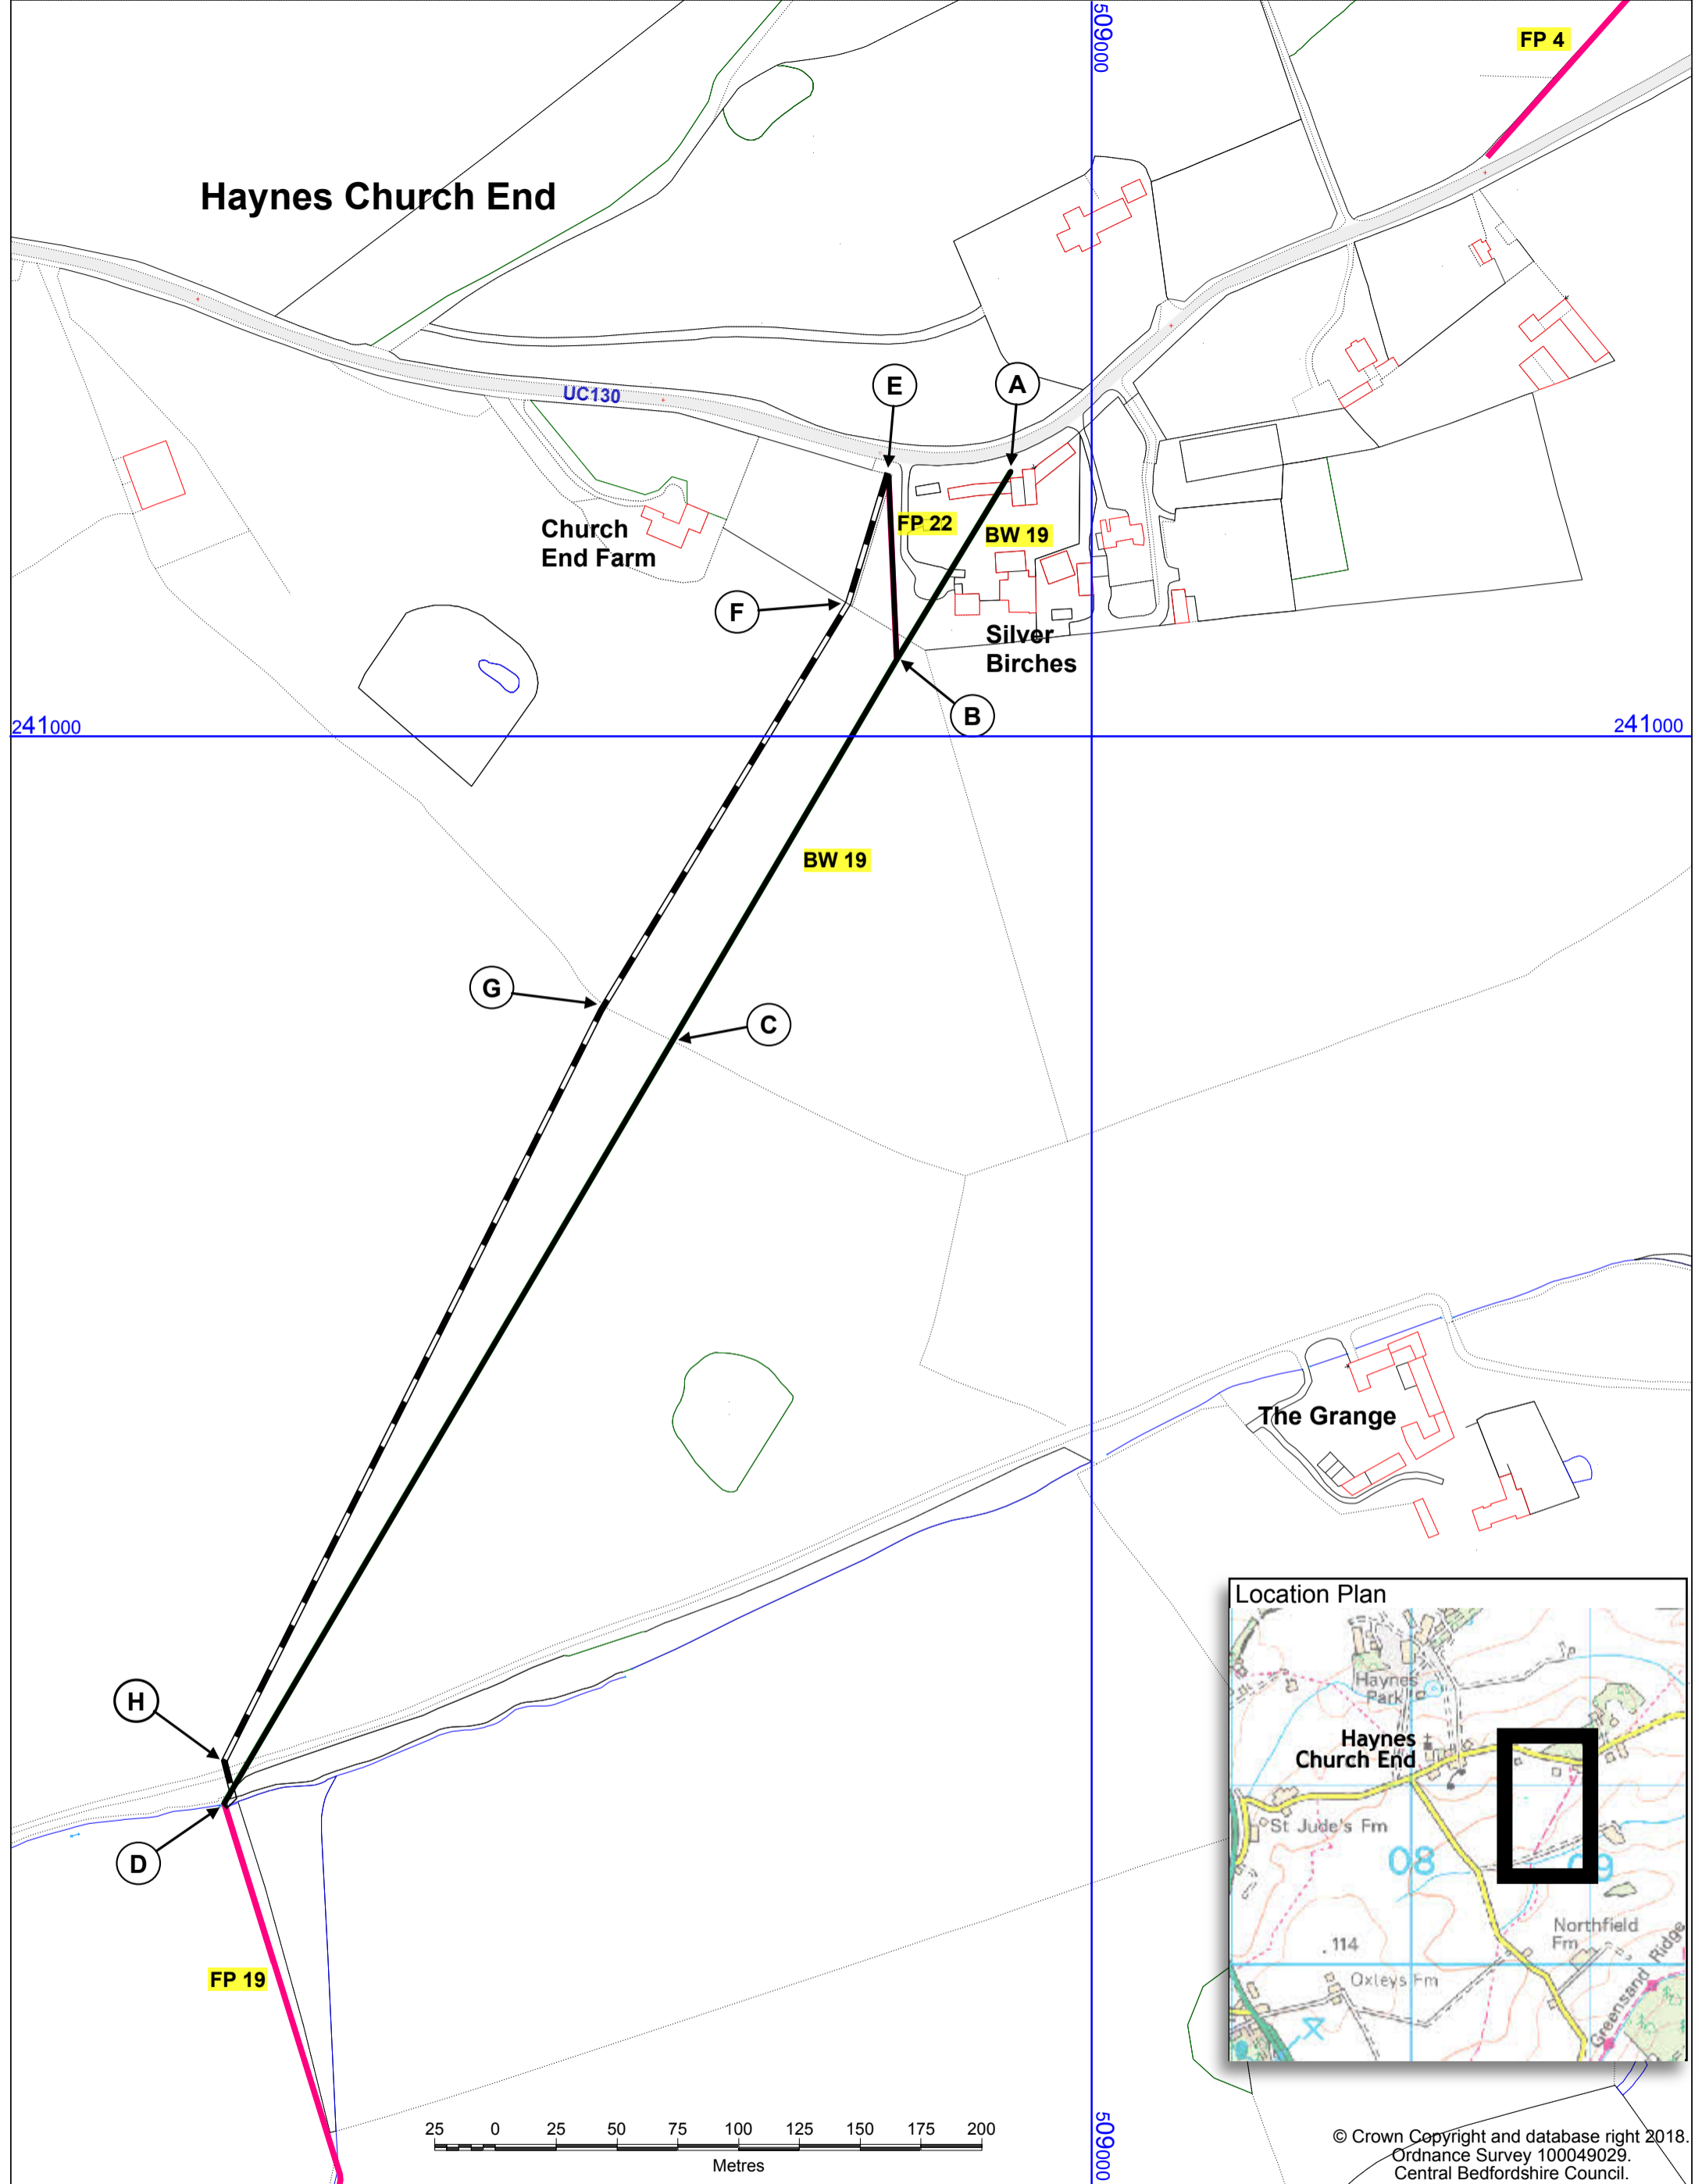 509000
FP 4
Haynes Church End
UC130
E
A
FP 22
BW 19
Church
End Farm
F
Silver
Birches
B
241000
241000
BW 19
G
C
The Grange
Location Plan
Haynes
Park
Haynes
Church End
St Jude's Fm
08
09
Northfield
Fm
.114
Oxleys Fm
Greensand Ridge
H
D
FP 19
25 0 25 50 75 100 125 150 175 200
Metres
509000
© Crown Copyright and database right 2018.
Ordnance Survey 100049029.
Central Bedfordshire Council.